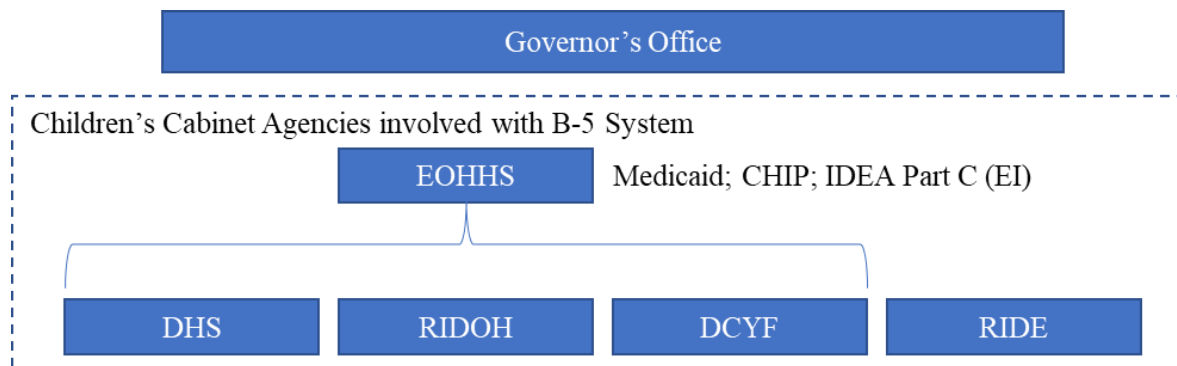 Governor’s Office
Children’s Cabinet Agencies involved with B-5 System
EOHHS Medicaid; CHIP; IDEA Part C (EI)
DHS RIDOH DCYF RIDE